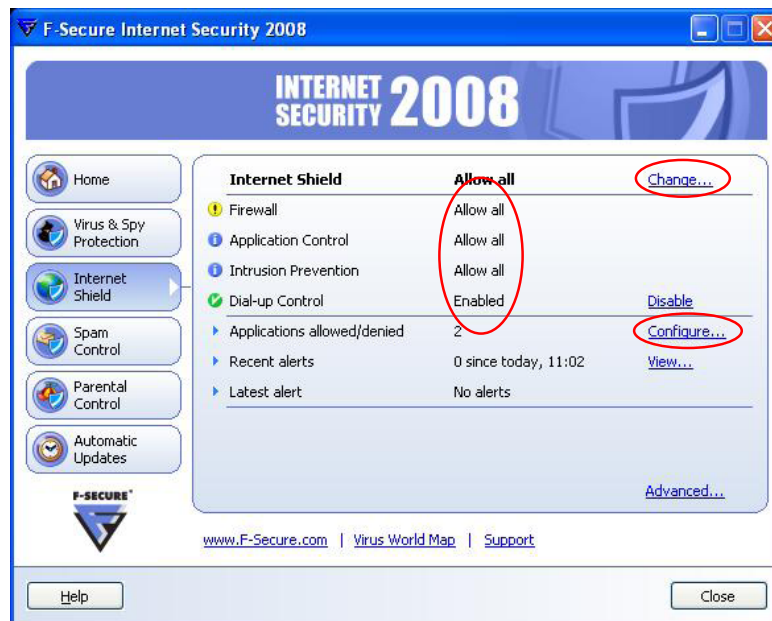 F-Secure Internet Security 2008
INTERNET
SECURITY 2008
Home
Virus & Spy
Protection
Internet
Shield
Spam
Control
Parental
Control
Automatic
Updates
F-SECURE
Internet Shield Allow all Change...
Firewall Allow all
Application Control Allow all
Intrusion Prevention Allow all
Dial-up Control Enabled Disable
Applications allowed/denied 2 Configure...
Recent alerts 0 since today, 11:02 View...
Latest alert No alerts
Advanced...
www.F-Secure.com | Virus World Map | Support
Help Close